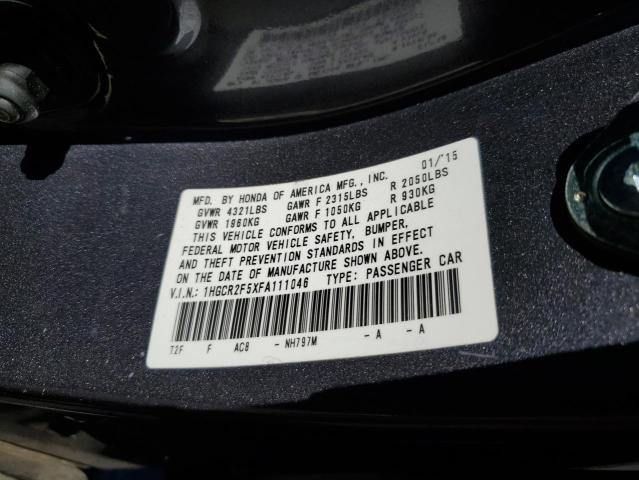 MFD. BY HONDA OF AMERICA MFG., INC. 01/'15
GVWR 4321LBS GAWR F 2315LBS R 2050LBS
GVWR 1960KG GAWR F 1050KG R 930KG
THIS VEHICLE CONFORMS TO ALL APPLICABLE
FEDERAL MOTOR VEHICLE SAFETY, BUMPER,
AND THEFT PREVENTION STANDARDS IN EFFECT
ON THE DATE OF MANUFACTURE SHOWN ABOVE.
V.I.N.: 1HGCR2F5XFA111046 TYPE: PASSENGER CAR
T2F F AC8 - NH797M - A - A